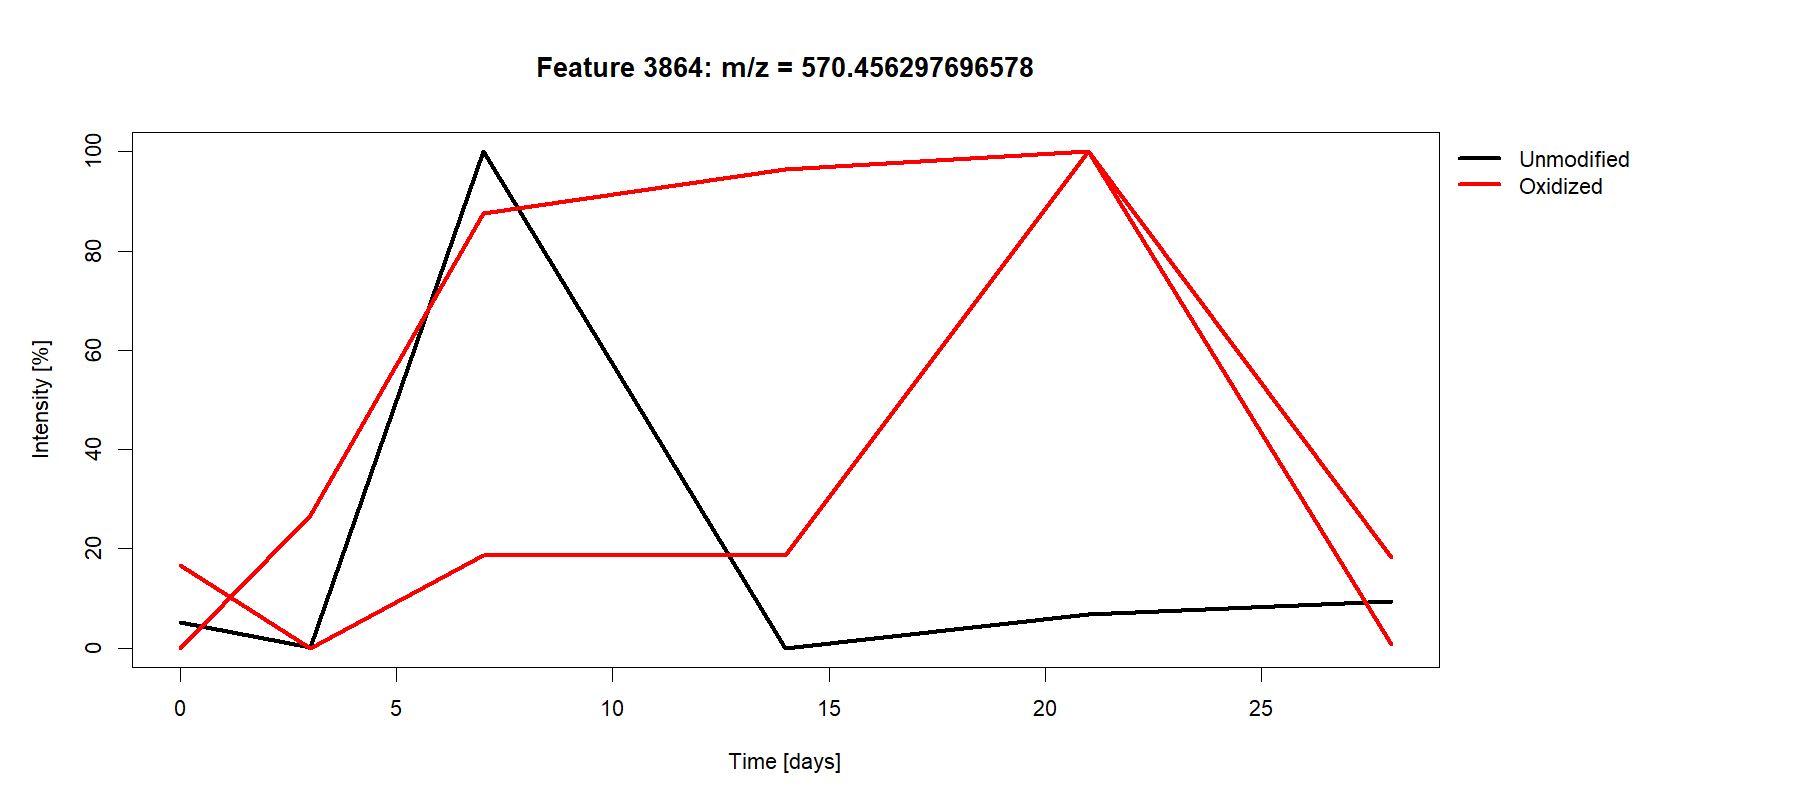 Feature 3864: m/z = 570.456297696578
Unmodified
Oxidized
100
80
60
40
20
0
Intensity [%]
0 5 10 15 20 25
Time [days]